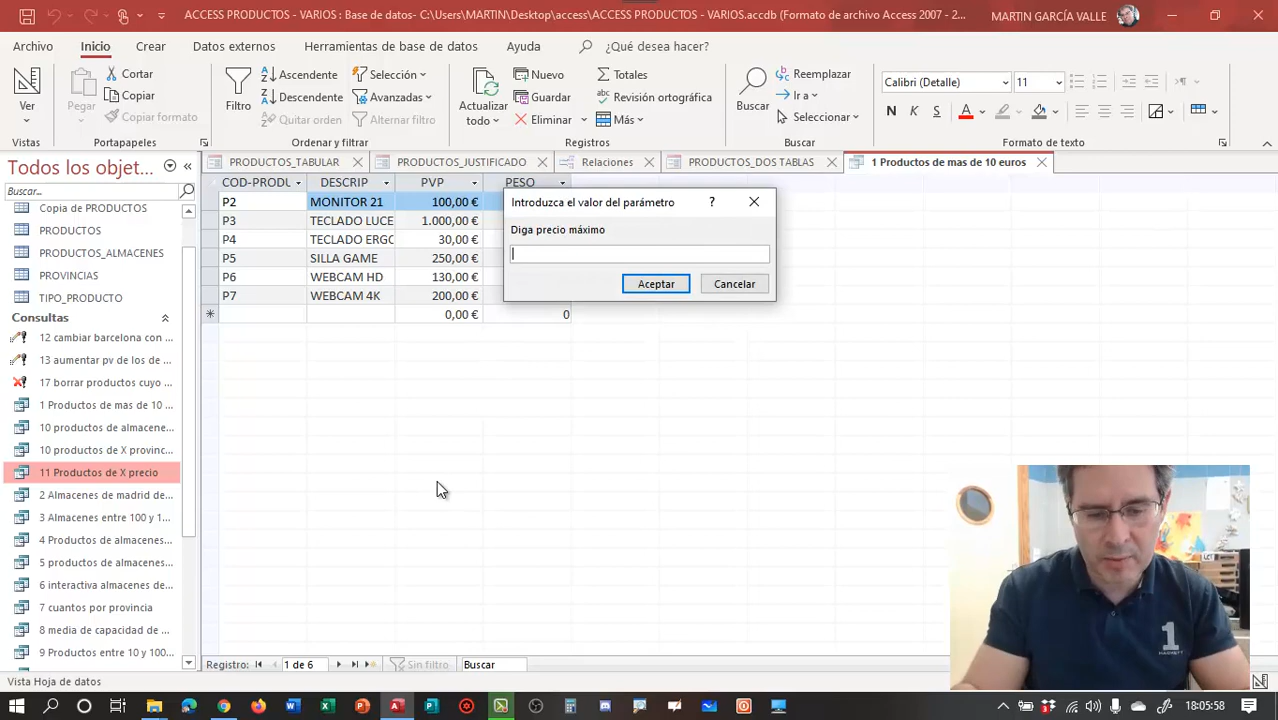 ACCESS PRODUCTOS - VARIOS : Base de datos- C:\Users\MARTIN\Desktop\access\ACCESS PRODUCTOS - VARIOS.accdb (Formato de archivo Access 2007 - 2...
MARTIN GARCÍA VALLE
Archivo Inicio Crear Datos externos Herramientas de base de datos Ayuda ¿Qué desea hacer?
Ver
Vistas
Pegar
Cortar
Copiar
Copiar formato
Portapapeles
Filtro
Ascendente
Descendente
Quitar orden
Selección
Avanzadas
Alternar filtro
Ordenar y filtrar
Actualizar
todo
Nuevo
Guardar
Eliminar
Totales
Revisión ortográfica
Más
Registros
Buscar
Reemplazar
Ir a
Seleccionar
Buscar
Calibri (Detalle) 11
N K S
Formato de texto
Todos los objet...
Buscar...
Copia de PRODUCTOS
PRODUCTOS
PRODUCTOS_ALMACENES
PROVINCIAS
TIPO_PRODUCTO
Consultas
12 cambiar barcelona con ...
13 aumentar pv de los de ...
17 borrar productos cuyo ...
1 Productos de mas de 10 ...
10 productos de almacene...
10 productos de X provinc...
11 Productos de X precio
2 Almacenes de madrid de...
3 Almacenes entre 100 y 1...
4 Productos de almacenes...
5 productos de almacenes...
6 interactiva almacenes de...
7 cuantos por provincia
8 media de capacidad de ...
9 Productos entre 10 y 100...
PRODUCTOS_TABULAR PRODUCTOS_JUSTIFICADO Relaciones PRODUCTOS_DOS TABLAS 1 Productos de mas de 10 euros
COD-PRODU DESCRIP PVP PESO
P2 MONITOR 21 100,00 €
P3 TECLADO LUCE 1.000,00 €
P4 TECLADO ERGO 30,00 €
P5 SILLA GAME 250,00 €
P6 WEBCAM HD 130,00 €
P7 WEBCAM 4K 200,00 €
0,00 € 0
Introduzca el valor del parámetro ?
Diga precio máximo
Aceptar Cancelar
Registro: 1 de 6 Sin filtro Buscar
Vista Hoja de datos
18:05:58